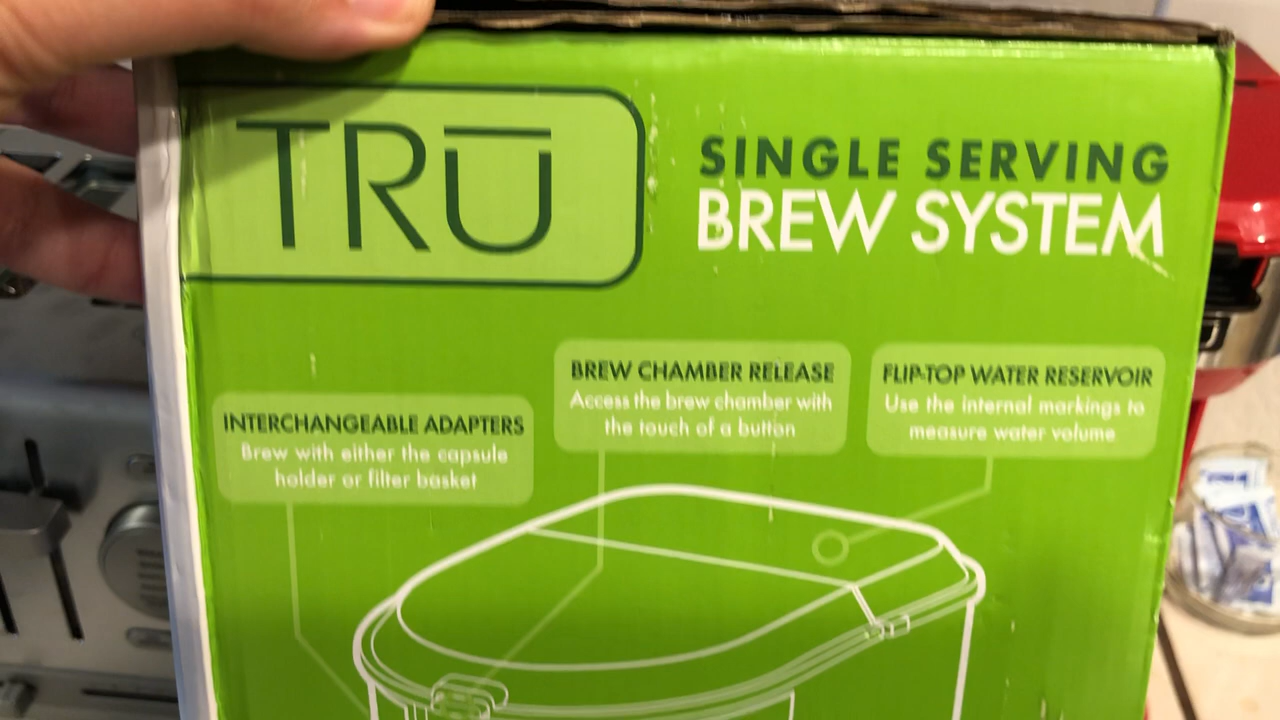 TRŪ
SINGLE SERVING
BREW SYSTEM
INTERCHANGEABLE ADAPTERS
Brew with either the capsule
holder or filter basket
BREW CHAMBER RELEASE
Access the brew chamber with
the touch of a button
FLIP-TOP WATER RESERVOIR
Use the internal markings to
measure water volume